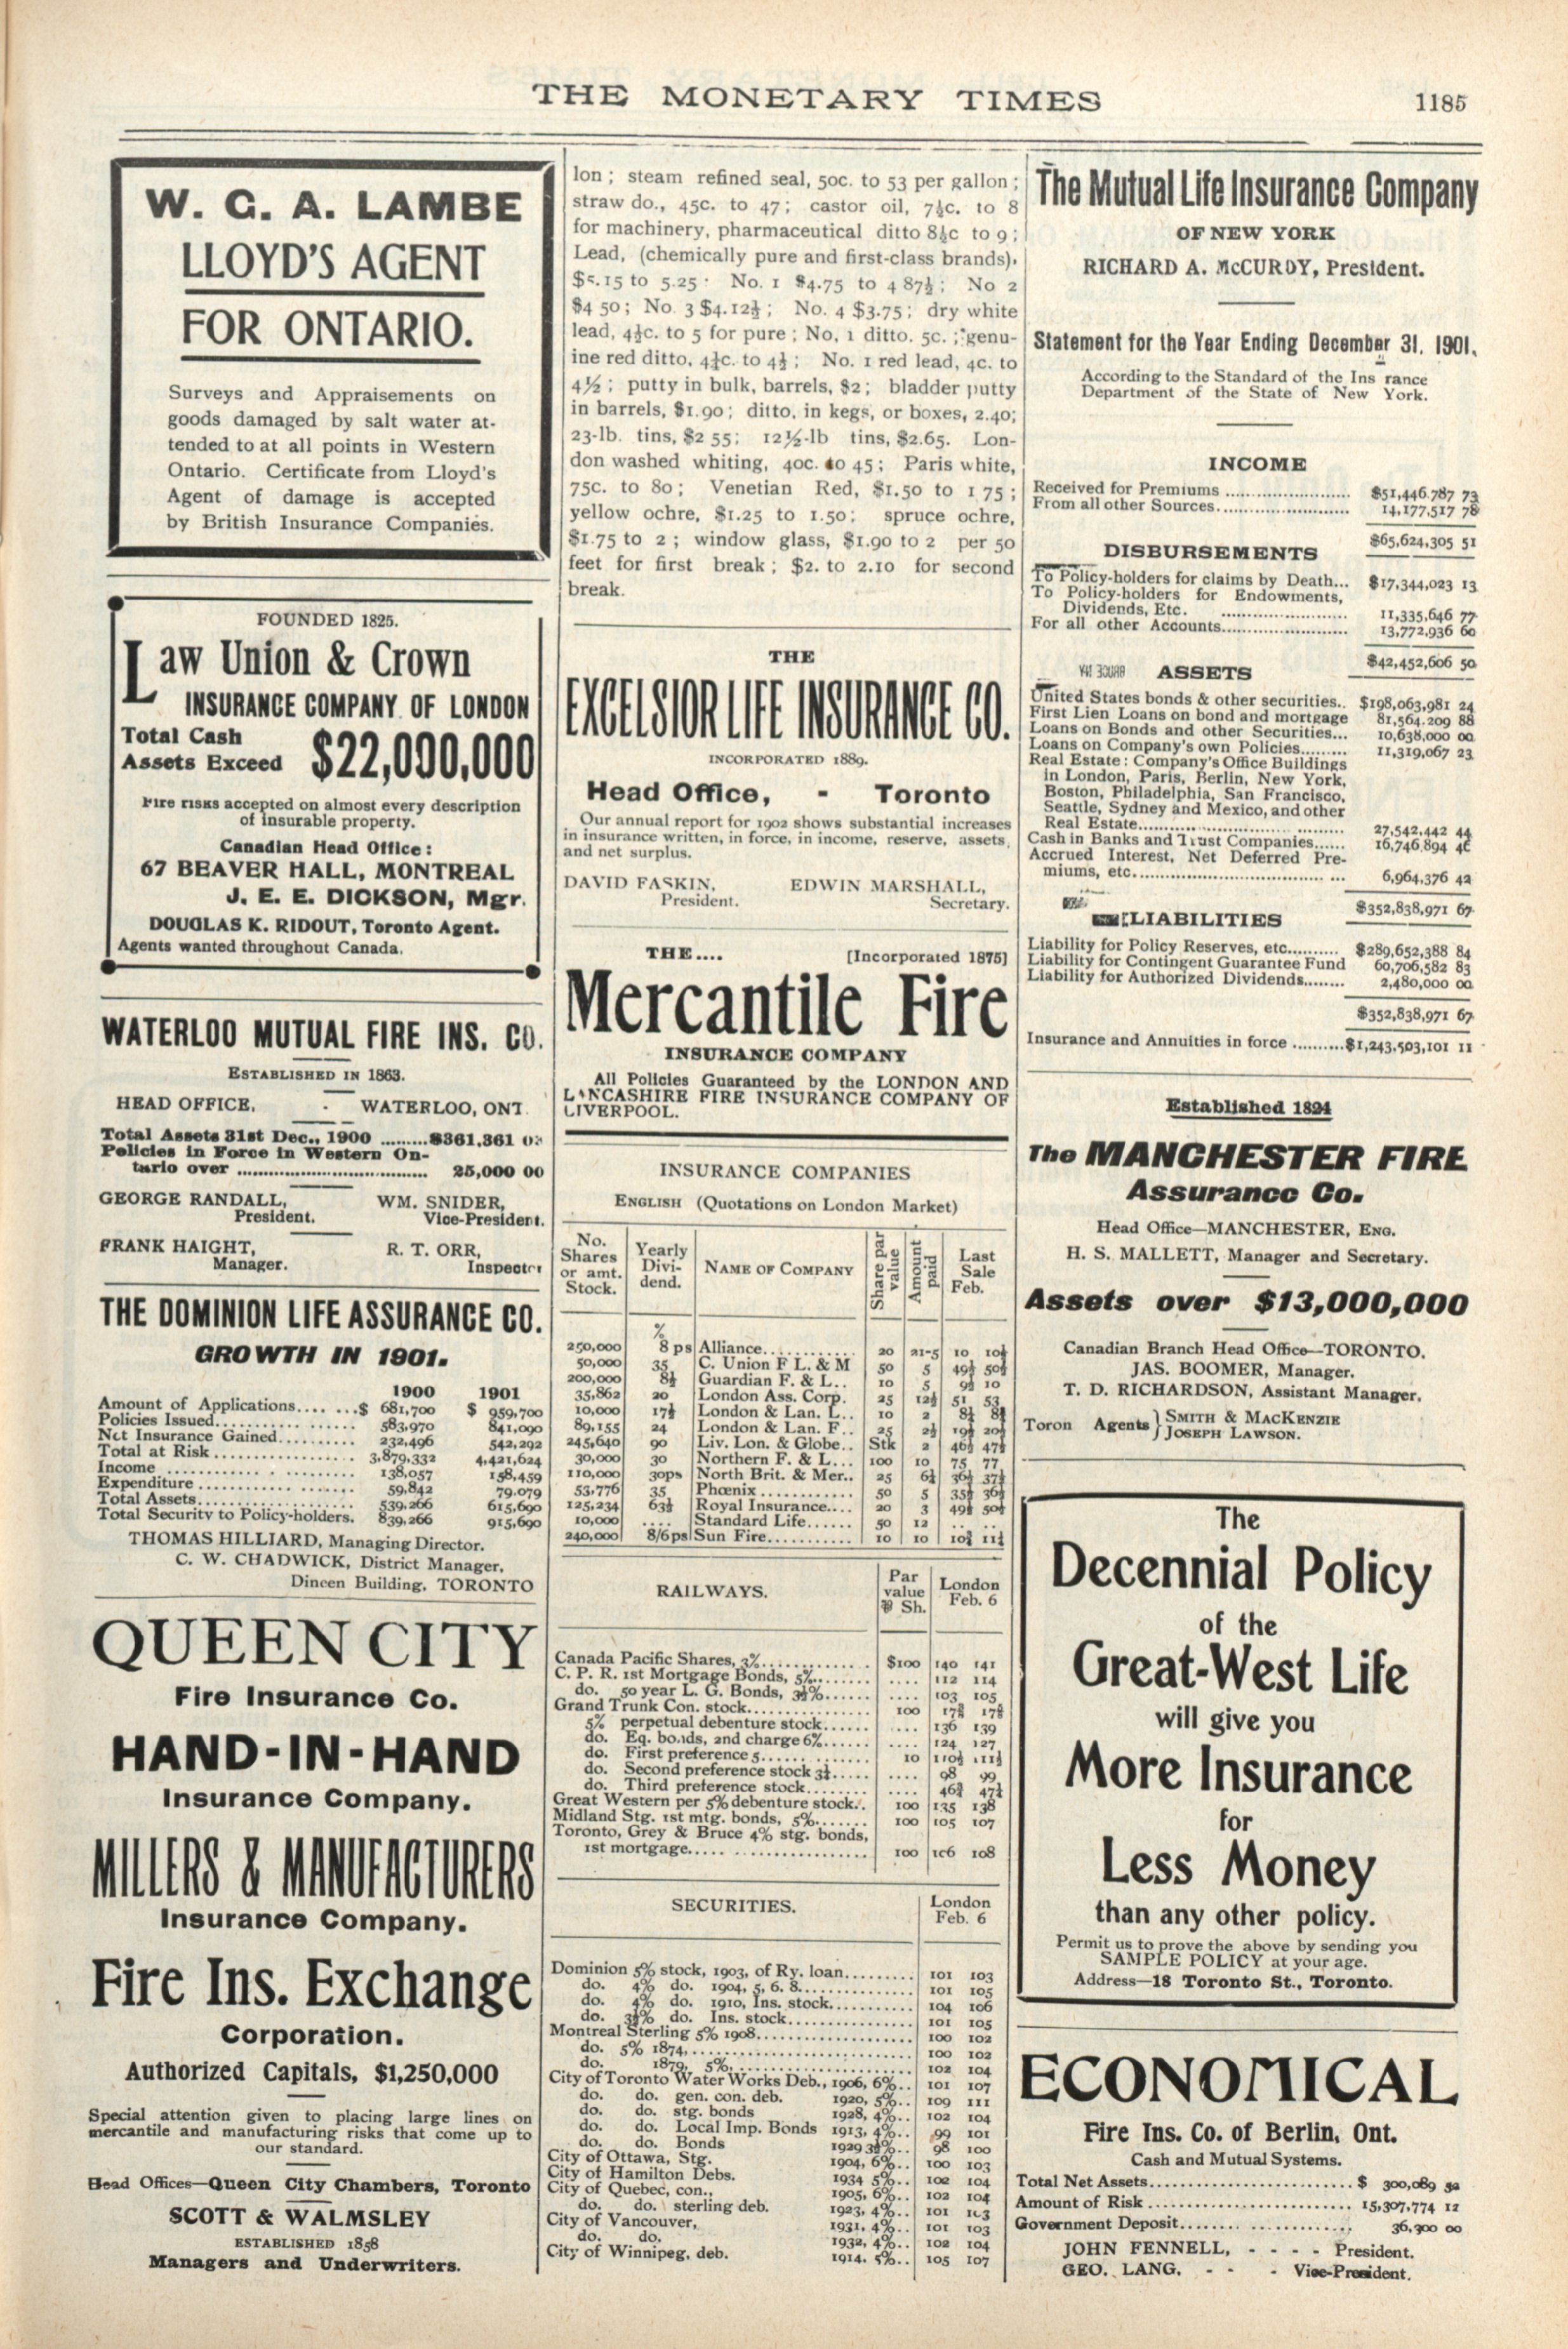 THE MONETARY TIMES 1185
W. G. A. LAMBE
LLOYD'S AGENT
FOR ONTARIO.
Surveys and Appraisements on
goods damaged by salt water at-
tended to at all points in Western
Ontario. Certificate from Lloyd's
Agent of damage is accepted
by British Insurance Companies.
FOUNDED 1825.
Law Union & Crown
INSURANCE COMPANY OF LONDON
Total Cash
Assets Exceed $22,000,000
Fire risks accepted on almost every description
of insurable property.
Canadian Head Office:
67 BEAVER HALL, MONTREAL
J. E. E. DICKSON, Mgr.
DOUGLAS K. RIDOUT, Toronto Agent.
Agents wanted throughout Canada.
WATERLOO MUTUAL FIRE INS. CO.
ESTABLISHED IN 1863.
HEAD OFFICE, - WATERLOO, ONT.
Total Assets 31st Dec., 1900 .........$361,361
Policies in Force in Western On-
tario over .................................. 25,000 00
GEORGE RANDALL, WM. SNIDER,
President. Vice-President.
FRANK HAIGHT, R. T. ORR,
Manager. Inspector
THE DOMINION LIFE ASSURANCE CO.
GROWTH IN 1901.
1900 1901
Amount of Applications.... ...$ 681,700 $ 959,700
Policies Issued............ 583,970 841,090
Net Insurance Gained.......... 232,496 542,292
Total at Risk.................. 3,879,332 4,421,624
Income .............. 138,057 158,459
Expenditure .............. 59,842 79,079
Total Assets.................. 539,266 615,690
Total Security to Policy-holders. 839,266 915,690
THOMAS HILLIARD, Managing Director.
C. W. CHADWICK, District Manager,
Dineen Building, TORONTO
QUEEN CITY
Fire Insurance Co.
HAND-IN-HAND
Insurance Company.
MILLERS & MANUFACTURERS
Insurance Company.
Fire Ins. Exchange
Corporation.
Authorized Capitals, $1,250,000
Special attention given to placing large lines on
mercantile and manufacturing risks that come up to
our standard.
Head Offices—Queen City Chambers, Toronto
SCOTT & WALMSLEY
ESTABLISHED 1858
Managers and Underwriters.
lon; steam refined seal, 50c. to 53 per gallon;
straw do., 45c. to 47; castor oil, 7½c. to 8
for machinery, pharmaceutical ditto 8½c to 9;
Lead, (chemically pure and first-class brands),
$5.15 to 5.25· No. 1 $4.75 to 4 87½; No 2
$4 50; No. 3 $4.12½; No. 4 $3.75; dry white
lead, 4½c. to 5 for pure; No, 1 ditto. 5c.; genu-
ine red ditto, 4¼c. to 4½; No. 1 red lead, 4c. to
4½; putty in bulk, barrels, $2; bladder putty
in barrels, $1.90; ditto, in kegs, or boxes, 2.40;
23-lb. tins, $2 55; 12½-lb tins, $2.65. Lon-
don washed whiting, 40c. to 45; Paris white,
75c. to 80; Venetian Red, $1.50 to 1 75;
yellow ochre, $1.25 to 1.50; spruce ochre,
$1.75 to 2; window glass, $1.90 to 2 per 50
feet for first break; $2. to 2.10 for second
break.
THE
EXCELSIOR LIFE INSURANCE CO.
INCORPORATED 1889.
Head Office, - Toronto
Our annual report for 1902 shows substantial increases
in insurance written, in force, in income, reserve, assets,
and net surplus.
DAVID FASKIN, EDWIN MARSHALL,
President. Secretary.
THE.... [Incorporated 1875]
Mercantile Fire
INSURANCE COMPANY
All Policies Guaranteed by the LONDON AND
LANCASHIRE FIRE INSURANCE COMPANY OF
LIVERPOOL.
INSURANCE COMPANIES
ENGLISH (Quotations on London Market)
No. Shares or amt. Stock. Yearly Divi-dend. NAME OF COMPANY Share par value Amount paid Last Sale Feb.
%
250,000 8 ps Alliance............ 20 21-5 10 10½
50,000 35 C. Union F L. & M 50 5 49½ 50½
200,000 8½ Guardian F. & L.. 10 5 9½ 10
35,862 20 London Ass. Corp. 25 12½ 51 53
10,000 17½ London & Lan. L.. 10 2
89,155 24 London & Lan. F.. 25 2½
245,640 90 Liv. Lon. & Globe.. Stk 2
30,000 30 Northern F. & L... 100 10 75 77
110,000 30ps North Brit. & Mer.. 25 6¼
53,776 35 Phœnix............ 50 5
125,234 63½ Royal Insurance.... 20 3
10,000 .... Standard Life...... 50 12 .. ..
240,000 8/6ps Sun Fire........... 10 10
RAILWAYS. Par value ℔ Sh. London Feb. 6
Canada Pacific Shares, 3%............. $100 140 141
C. P. R. 1st Mortgage Bonds, 5%........ .... 112 114
do. 50 year L. G. Bonds, 3½%...... .... 103 105
Grand Trunk Con. stock................ 100
5% perpetual debenture stock...... .... 136 139
do. Eq. bonds, 2nd charge 6%...... .... 124 127
do. First preference 5............. 10 110½ 111½
do. Second preference stock 3¼..... .... 98 99
do. Third preference stock........ ....
Great Western per 5% debenture stock.. 100 135 138
Midland Stg. 1st mtg. bonds, 5%....... 100 105 107
Toronto, Grey & Bruce 4% stg. bonds,
1st mortgage..... .................. 100 106 108
SECURITIES. London Feb. 6
Dominion 5% stock, 1903, of Ry. loan......... 101 103
do. 4% do. 1904, 5, 6. 8.............. 101 105
do. 4% do. 1910, Ins. stock........... 104 106
do. 3½% do. Ins. stock................ 101 105
Montreal Sterling 5% 1908................... 100 102
do. 5% 1874,............................ 100 102
do. 1879, 5%,........................ 102 104
City of Toronto Water Works Deb., 1906, 6%.. 101 107
do. do. gen. con. deb. 1920, 5%.. 109 111
do. do. stg. bonds 1928, 4%.. 102 104
do. do. Local Imp. Bonds 1913, 4%.. 99 101
do. do. Bonds 1929 3½%.. 98 100
City of Ottawa, Stg. 1904, 6%.. 100 103
City of Hamilton Debs. 1934 5%.. 102 104
City of Quebec, con., 1905, 6%.. 102 104
do. do. sterling deb. 1923, 4%.. 101 103
City of Vancouver, 1931, 4%.. 101 103
do. do. 1932, 4%.. 102 104
City of Winnipeg, deb. 1914, 5%.. 105 107
The Mutual Life Insurance Company
OF NEW YORK
RICHARD A. McCURDY, President.
Statement for the Year Ending December 31, 1901.
According to the Standard of the Ins rance
Department of the State of New York.
INCOME
Received for Premiums ........................ $51,446.787 73
From all other Sources......................... 14,177,517 78
$65,624,305 51
DISBURSEMENTS
To Policy-holders for claims by Death... $17,344,023 13
To Policy-holders for Endowments,
Dividends, Etc. ........................ 11,335,646 77
For all other Accounts........................ 13,772,936 60
$42,452,606 50
ASSETS
United States bonds & other securities.. $198,063,981 24
First Lien Loans on bond and mortgage 81,564.209 88
Loans on Bonds and other Securities... 10,638,000 00
Loans on Company's own Policies......... 11,319,067 23
Real Estate: Company's Office Buildings
in London, Paris, Berlin, New York,
Boston, Philadelphia, San Francisco,
Seattle, Sydney and Mexico, and other
Real Estate................................ 27,542,442 44
Cash in Banks and Trust Companies...... 16,746,894 46
Accrued Interest, Net Deferred Pre-
miums, etc................................. 6,964,376 42
$352,838,971 67
LIABILITIES
Liability for Policy Reserves, etc.......... $289,652,388 84
Liability for Contingent Guarantee Fund 60,706,582 83
Liability for Authorized Dividends........ 2,480,000 00
$352,838,971 67
Insurance and Annuities in force ..........$1,243,503,101 11
Established 1824
The MANCHESTER FIRE
Assurance Co.
Head Office—MANCHESTER, ENG.
H. S. MALLETT, Manager and Secretary.
Assets over $13,000,000
Canadian Branch Head Office—TORONTO.
JAS. BOOMER, Manager.
T. D. RICHARDSON, Assistant Manager,
Toron Agents } SMITH & MACKENZIE
JOSEPH LAWSON.
The
Decennial Policy
of the
Great-West Life
will give you
More Insurance
for
Less Money
than any other policy.
Permit us to prove the above by sending you
SAMPLE POLICY at your age.
Address—18 Toronto St., Toronto.
ECONOMICAL
Fire Ins. Co. of Berlin, Ont.
Cash and Mutual Systems.
Total Net Assets............................ $ 300,089 52
Amount of Risk ............................ 15,307,774 12
Government Deposit........ .............. 36,300 00
JOHN FENNELL, - - - - President.
GEO. LANG, - - - Vice-President.